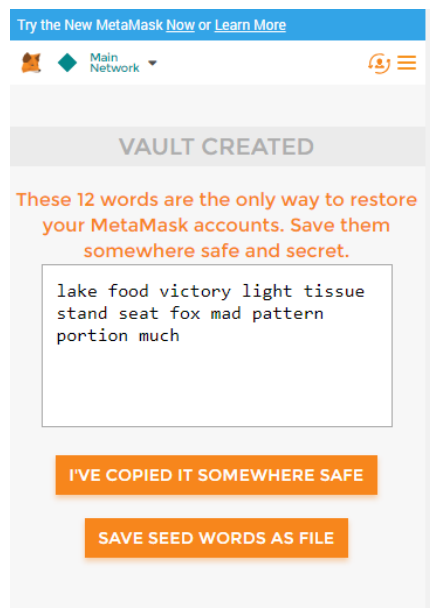 Try the New MetaMask Now or Learn More
Main
Network
VAULT CREATED
These 12 words are the only way to restore
your MetaMask accounts. Save them
somewhere safe and secret.
lake food victory light tissue
stand seat fox mad pattern
portion much
I'VE COPIED IT SOMEWHERE SAFE
SAVE SEED WORDS AS FILE